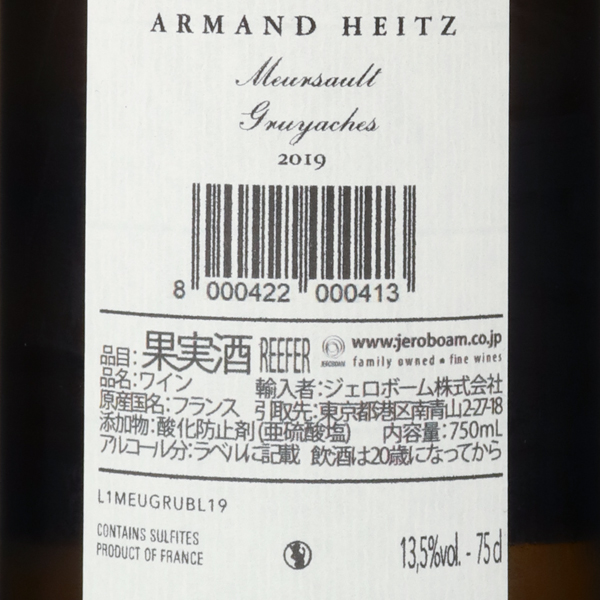 ARMAND HEITZ
Meursault
Gruyaches
2019
8 000422 000413
品目:果実酒 REEFER JEROBOAM www.jeroboam.co.jp
family owned • fine wines
品名:ワイン 輸入者:ジェロボーム株式会社
原産国名:フランス 引取先:東京都港区南青山2-27-18
添加物:酸化防止剤(亜硫酸塩) 内容量:750mL
アルコール分:ラベルに記載 飲酒は20歳になってから
L1MEUGRUBL19
CONTAINS SULFITES
PRODUCT OF FRANCE
13,5%vol. - 75 cl